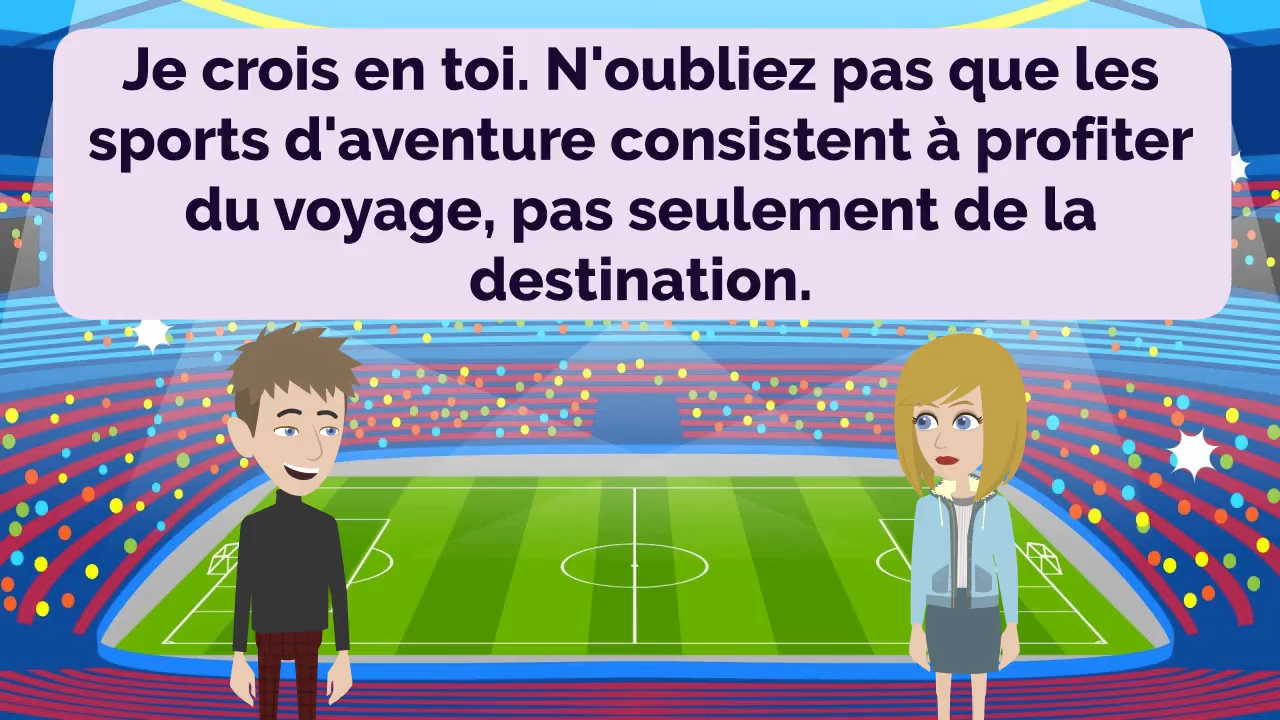 Je crois en toi. N'oubliez pas que les
sports d'aventure consistent à profiter
du voyage, pas seulement de la
destination.